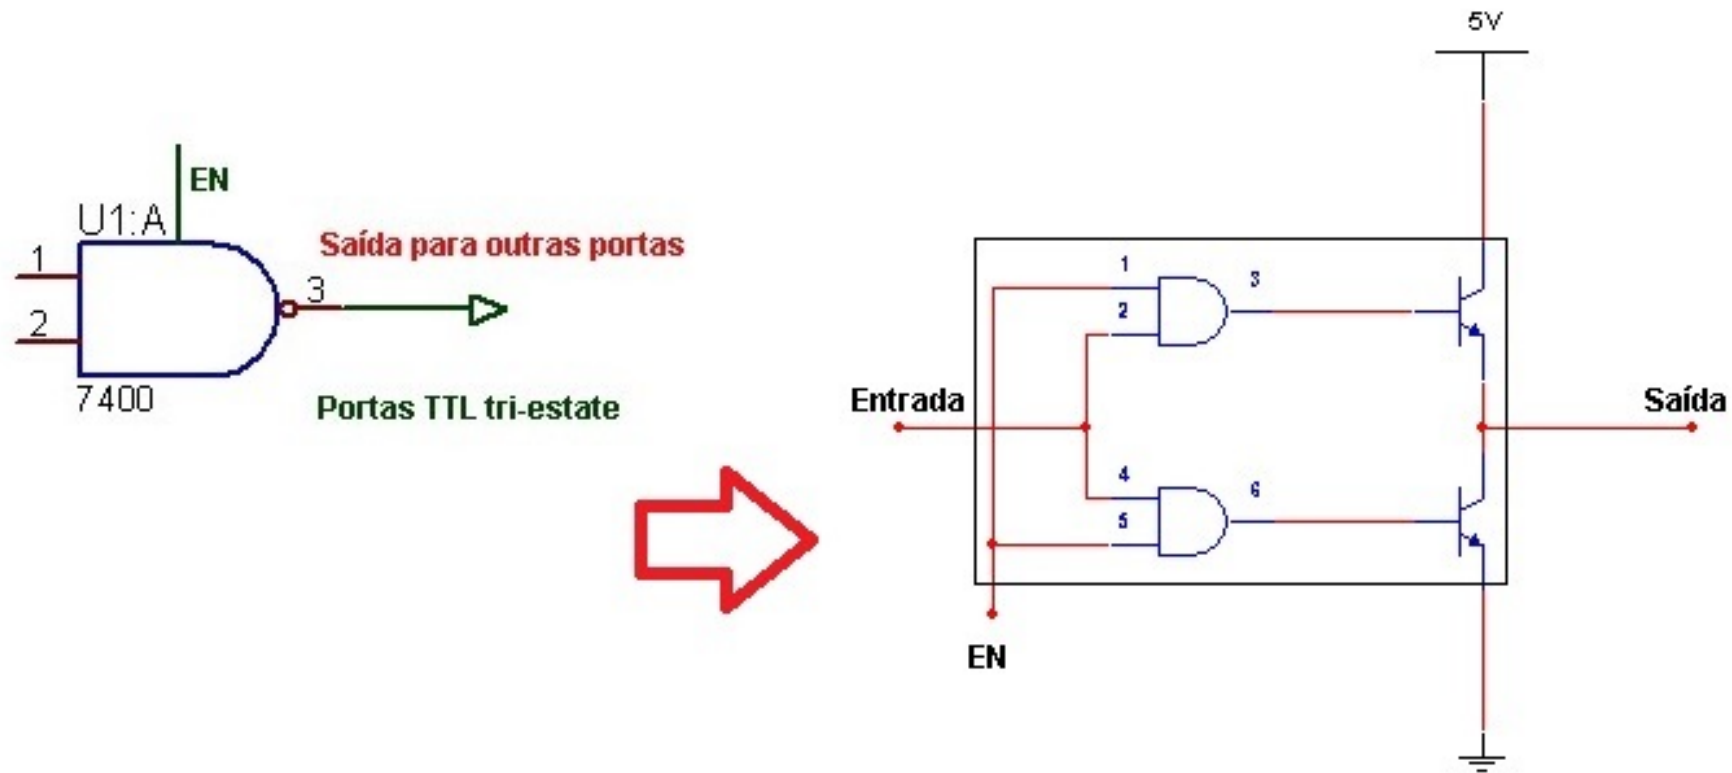 EN
U1:A
1
2
3
7400
Saída para outras portas
Portas TTL tri-estate
5V
Entrada
1
2
3
4
5
6
Saída
EN